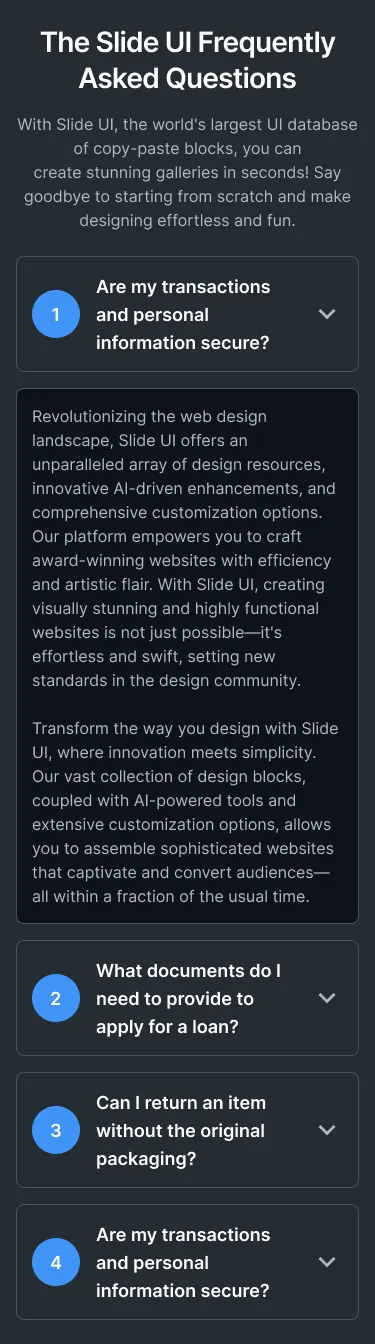 The Slide UI Frequently
Asked Questions
With Slide UI, the world's largest UI database
of copy-paste blocks, you can
create stunning galleries in seconds! Say
goodbye to starting from scratch and make
designing effortless and fun.
1
Are my transactions
and personal
information secure?
Revolutionizing the web design
landscape, Slide UI offers an
unparalleled array of design resources,
innovative AI-driven enhancements, and
comprehensive customization options.
Our platform empowers you to craft
award-winning websites with efficiency
and artistic flair. With Slide UI, creating
visually stunning and highly functional
websites is not just possible—it's
effortless and swift, setting new
standards in the design community.
Transform the way you design with Slide
UI, where innovation meets simplicity.
Our vast collection of design blocks,
coupled with AI-powered tools and
extensive customization options, allows
you to assemble sophisticated websites
that captivate and convert audiences—
all within a fraction of the usual time.
2
What documents do I
need to provide to
apply for a loan?
3
Can I return an item
without the original
packaging?
4
Are my transactions
and personal
information secure?